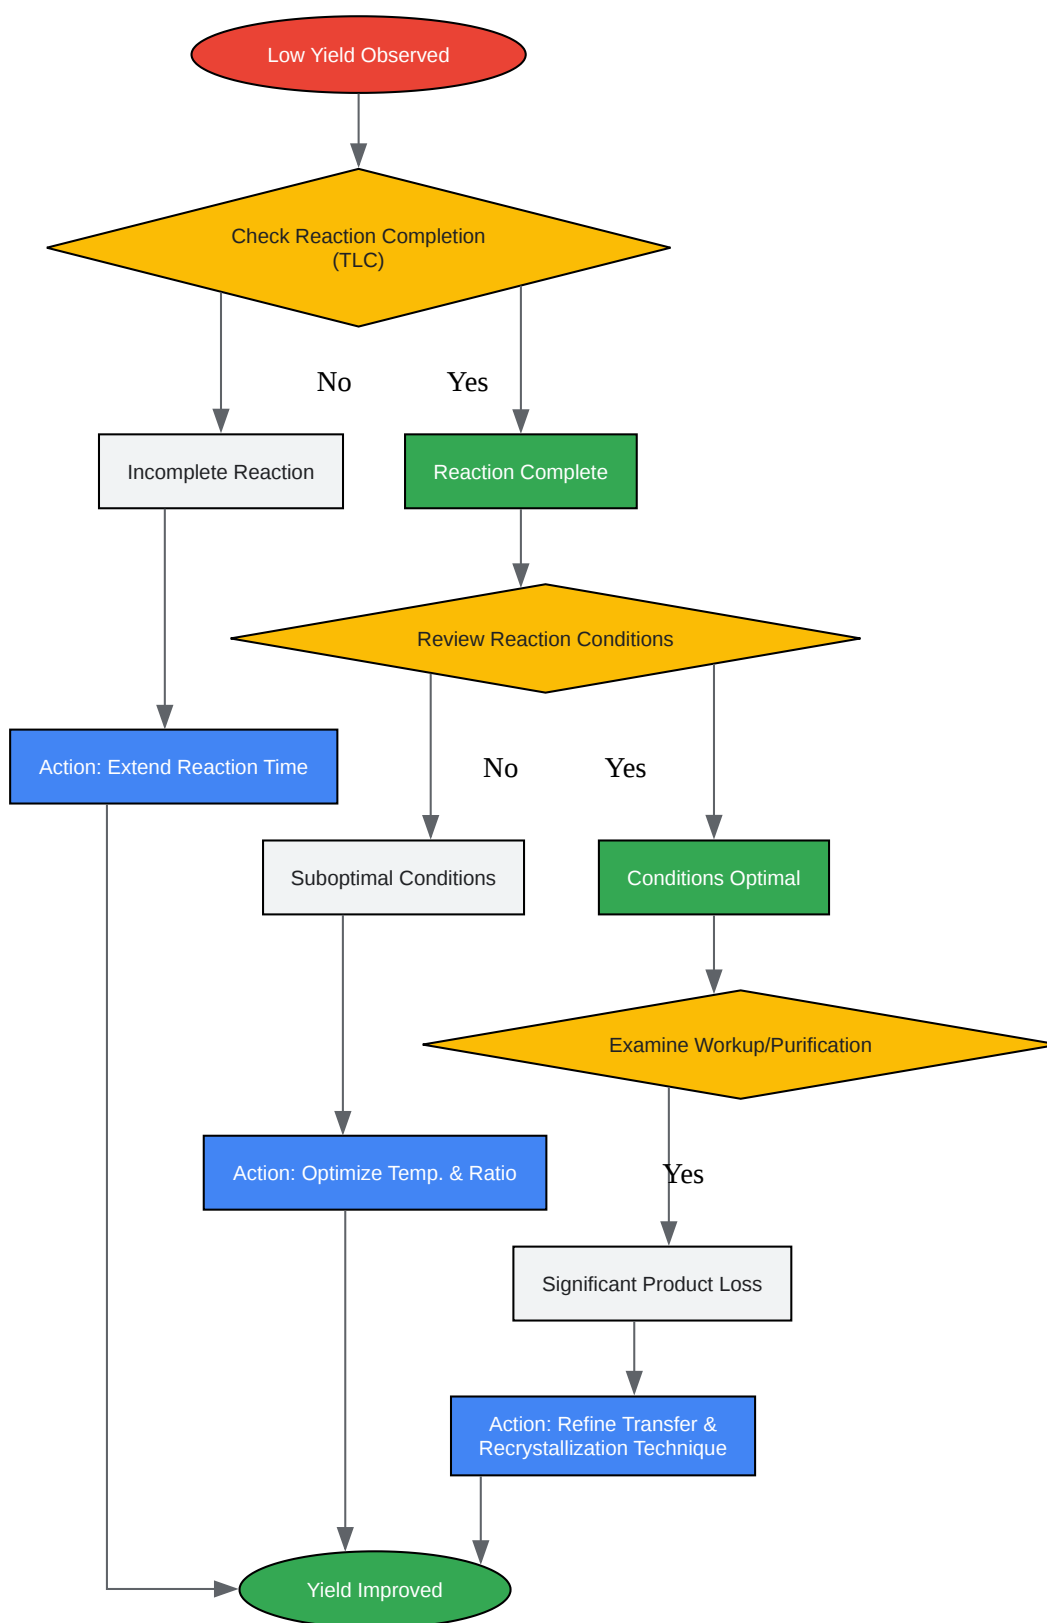 Low Yield Observed
Check Reaction Completion
(TLC)
No
Yes
Incomplete Reaction
Reaction Complete
Review Reaction Conditions
Action: Extend Reaction Time
No
Yes
Suboptimal Conditions
Conditions Optimal
Examine Workup/Purification
Action: Optimize Temp. & Ratio
Yes
Significant Product Loss
Action: Refine Transfer &
Recrystallization Technique
Yield Improved